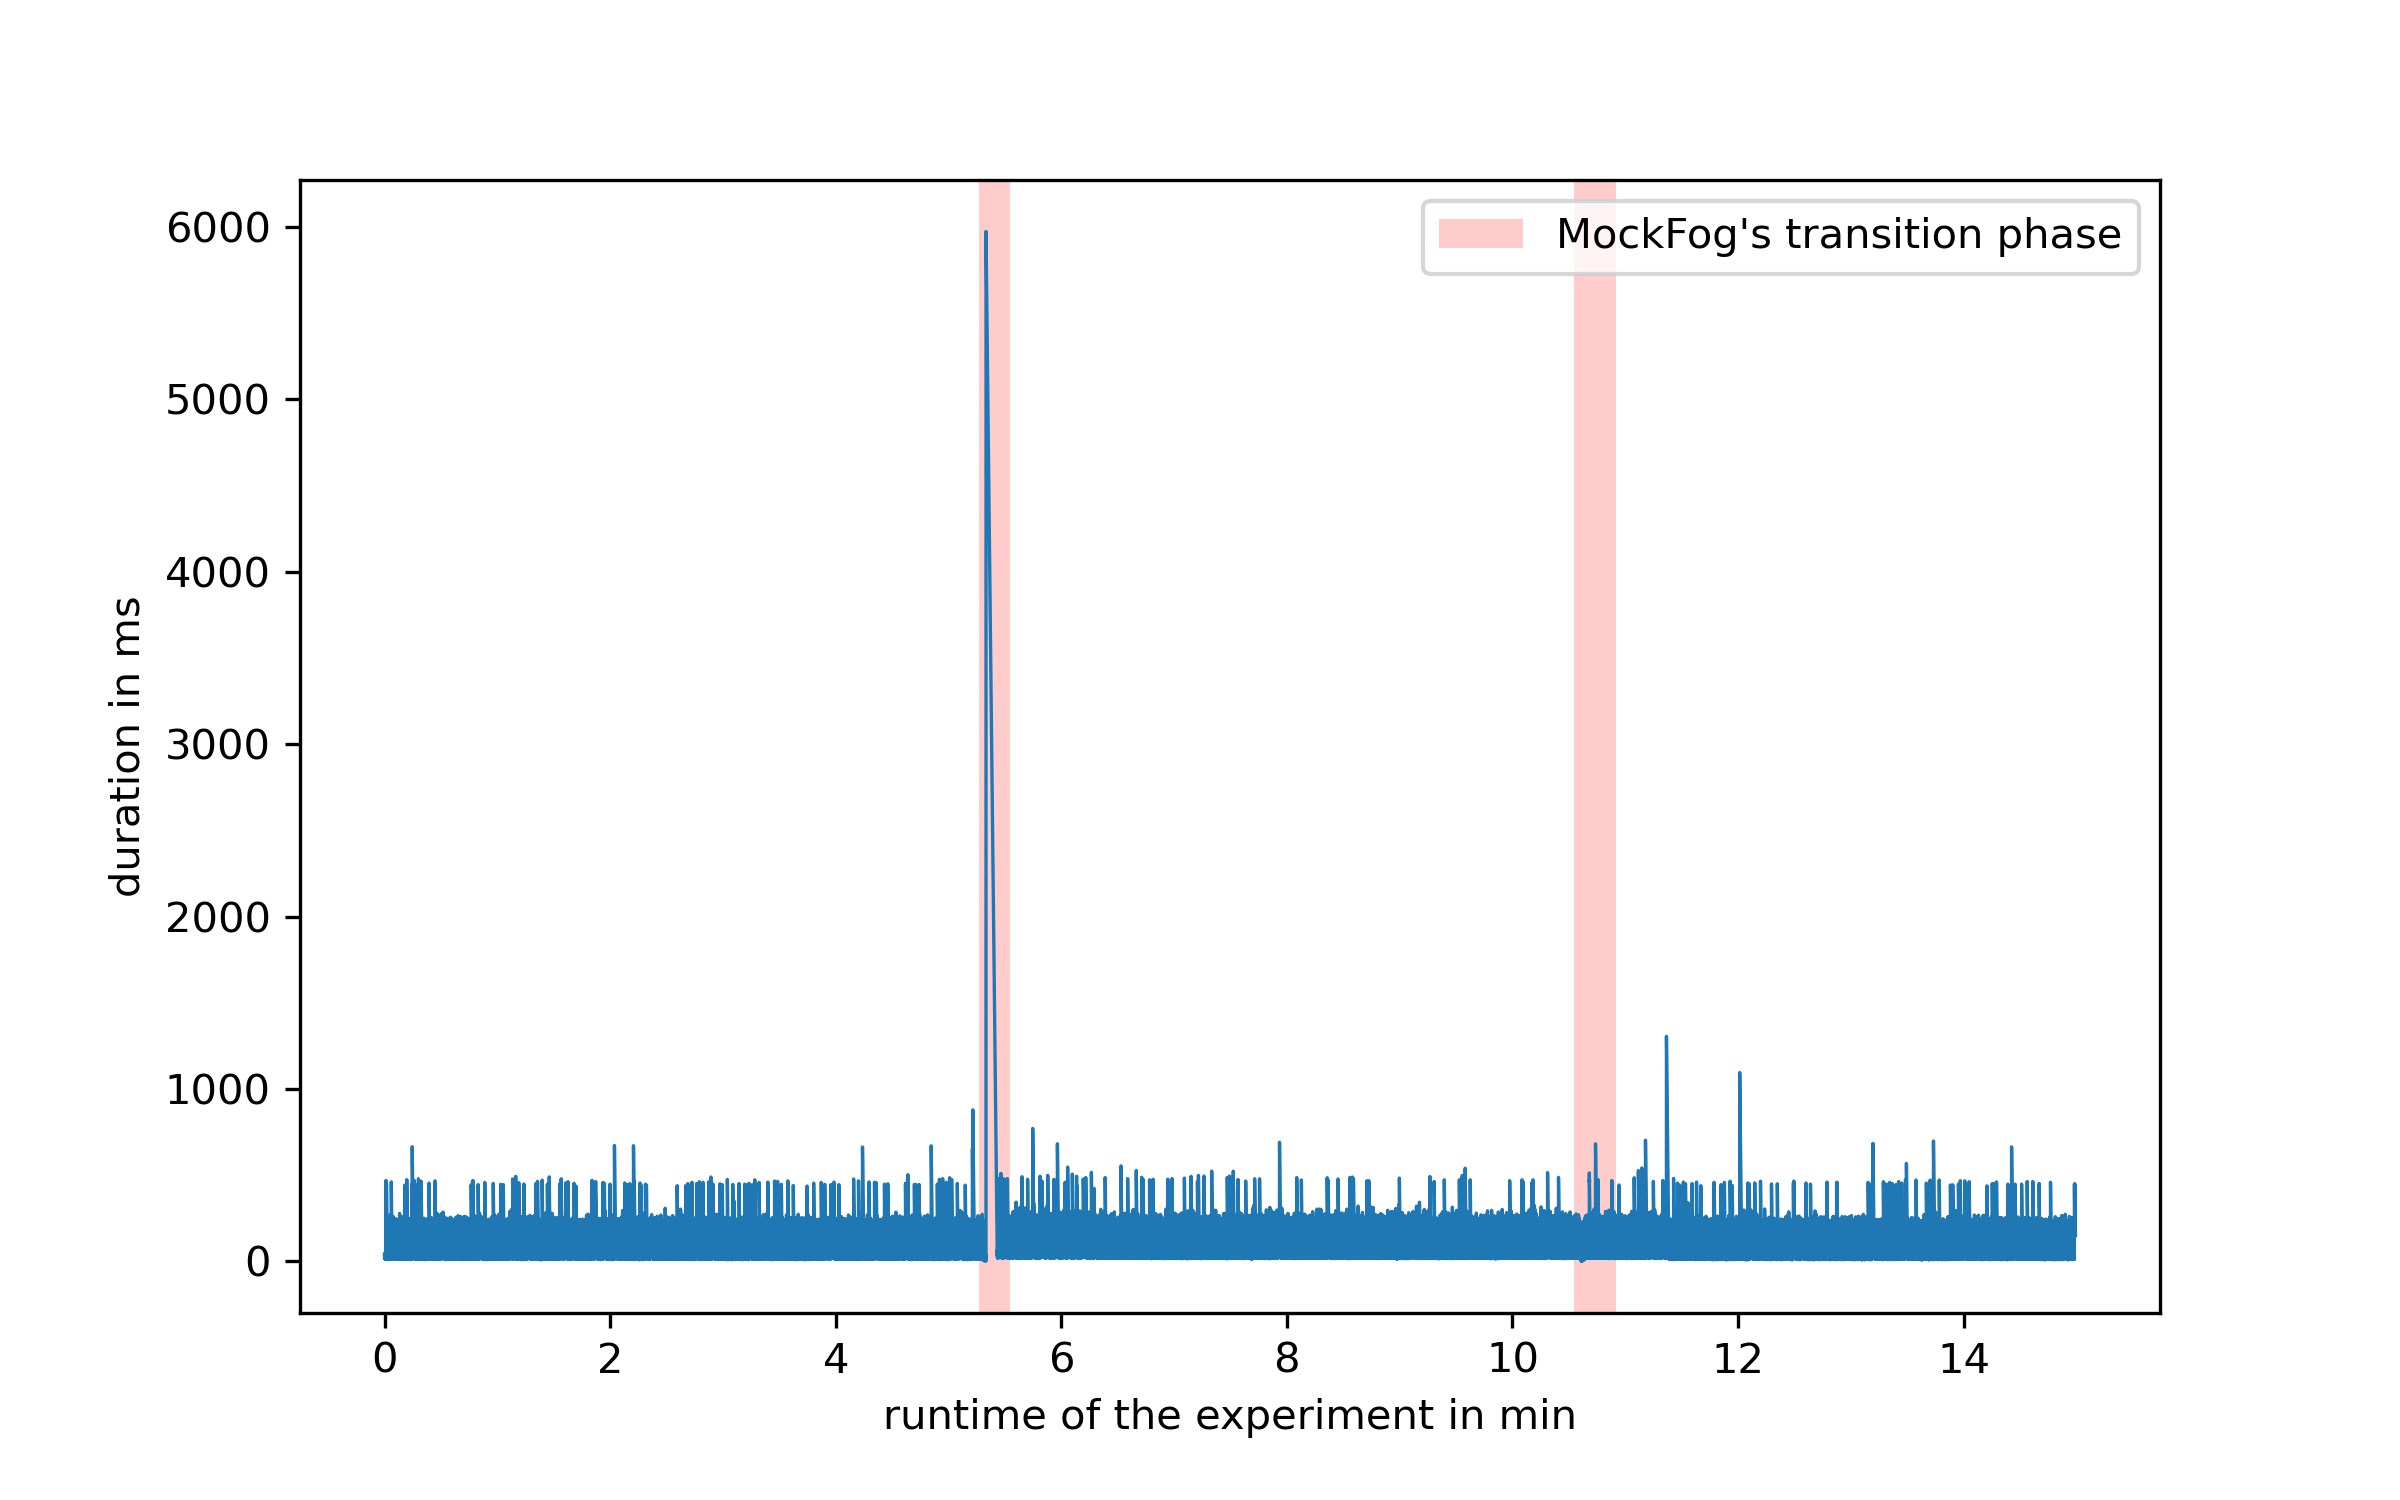 MockFog's transition phase
6000
5000
4000
3000
2000
1000
0
duration in ms
0 2 4 6 8 10 12 14
runtime of the experiment in min